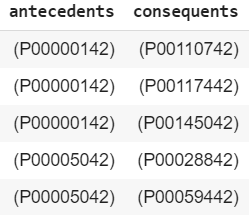 antecedents consequents
(P00000142) (P00110742)
(P00000142) (P00117442)
(P00000142) (P00145042)
(P00005042) (P00028842)
(P00005042) (P00059442)